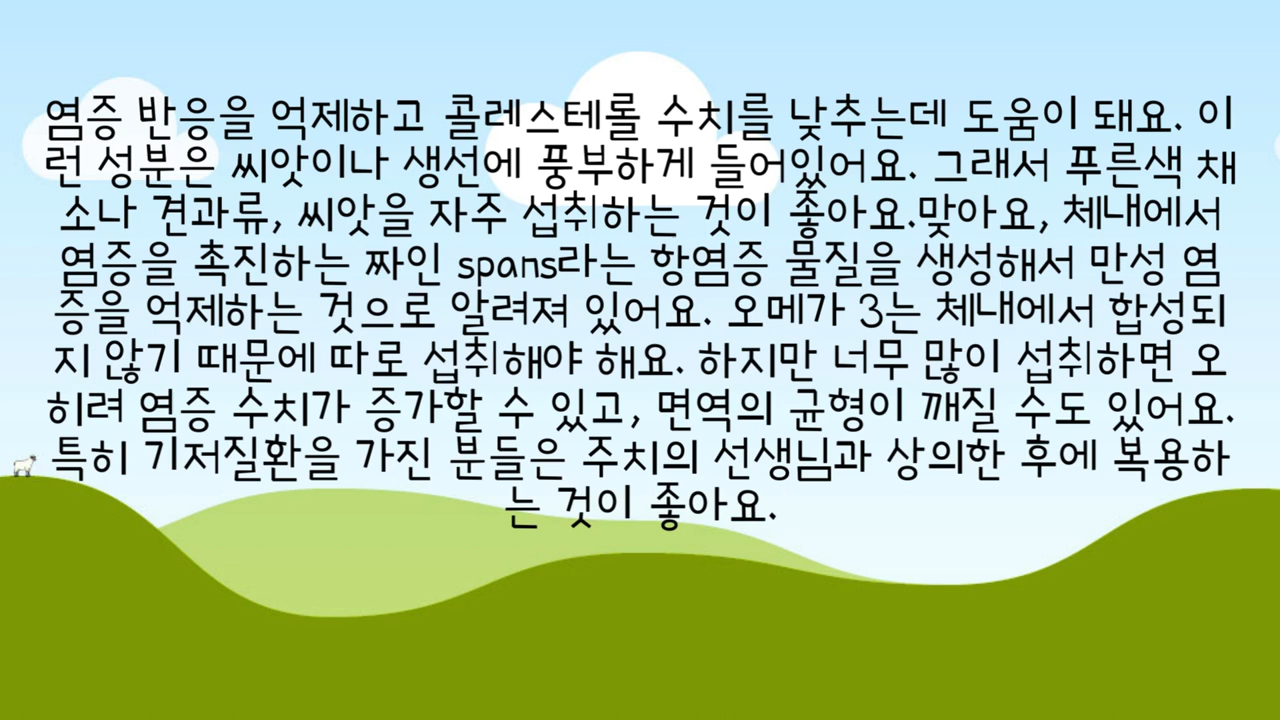 염증 반응을 억제하고 콜레스테롤 수치를 낮추는데 도움이 돼요. 이
런 성분은 씨앗이나 생선에 풍부하게 들어있어요. 그래서 푸른색 채
소나 견과류, 씨앗을 자주 섭취하는 것이 좋아요.맞아요, 체내에서
염증을 촉진하는 짜인 spans라는 항염증 물질을 생성해서 만성 염
증을 억제하는 것으로 알려져 있어요. 오메가 3는 체내에서 합성되
지 않기 때문에 따로 섭취해야 해요. 하지만 너무 많이 섭취하면 오
히려 염증 수치가 증가할 수 있고, 면역의 균형이 깨질 수도 있어요.
특히 기저질환을 가진 분들은 주치의 선생님과 상의한 후에 복용하
는 것이 좋아요.